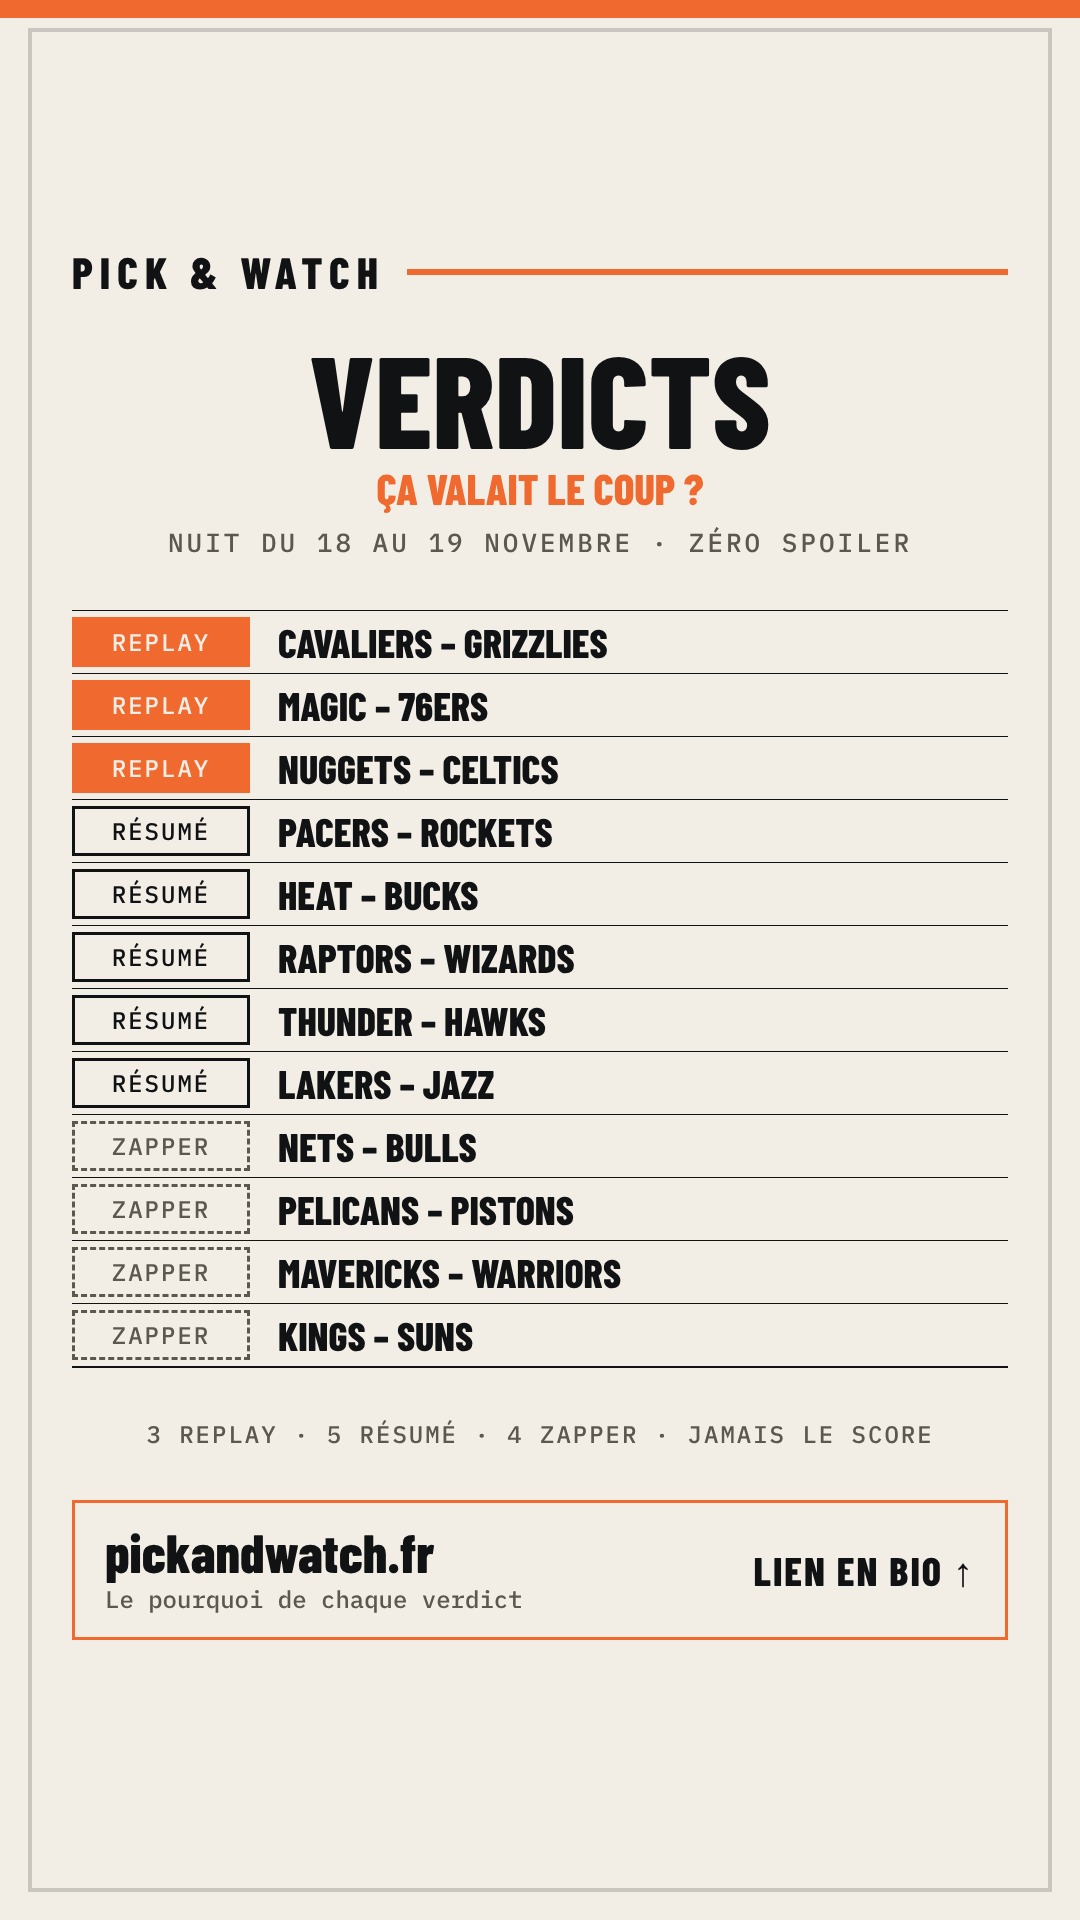 PICK & WATCH
VERDICTS
ÇA VALAIT LE COUP ?
NUIT DU 18 AU 19 NOVEMBRE · ZÉRO SPOILER
REPLAY CAVALIERS – GRIZZLIES
REPLAY MAGIC – 76ERS
REPLAY NUGGETS – CELTICS
RÉSUMÉ PACERS – ROCKETS
RÉSUMÉ HEAT – BUCKS
RÉSUMÉ RAPTORS – WIZARDS
RÉSUMÉ THUNDER – HAWKS
RÉSUMÉ LAKERS – JAZZ
ZAPPER NETS – BULLS
ZAPPER PELICANS – PISTONS
ZAPPER MAVERICKS – WARRIORS
ZAPPER KINGS – SUNS
3 REPLAY · 5 RÉSUMÉ · 4 ZAPPER · JAMAIS LE SCORE
pickandwatch.fr
Le pourquoi de chaque verdict
LIEN EN BIO ↑